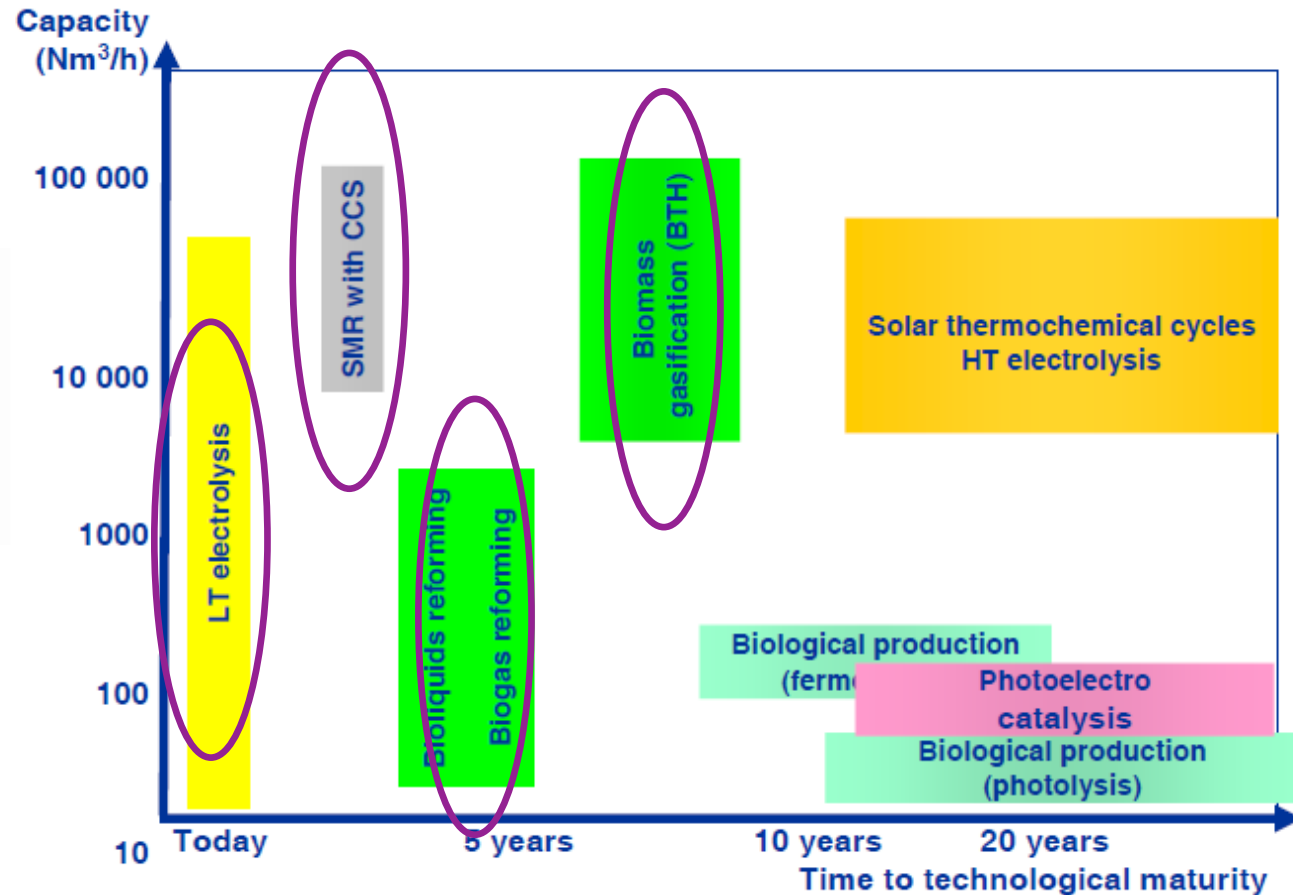 Capacity
(Nm³/h)
100 000
10 000
1000
100
10
LT electrolysis
SMR with CCS
Bioliquids reforming
Biogas reforming
Biomass
gasification (BTH)
Solar thermochemical cycles
HT electrolysis
Biological production
(ferme
Photoelectro
catalysis
Biological production
(photolysis)
Today
5 years
10 years
20 years
Time to technological maturity